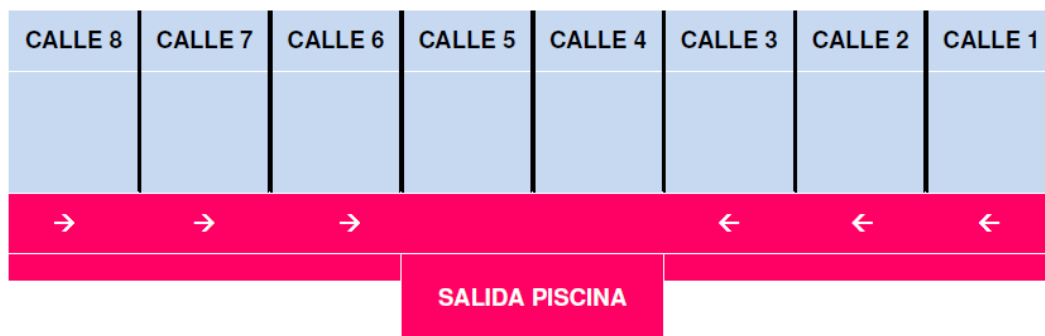 CALLE 8 CALLE 7 CALLE 6 CALLE 5 CALLE 4 CALLE 3 CALLE 2 CALLE 1
→ → → ← ← ←
SALIDA PISCINA